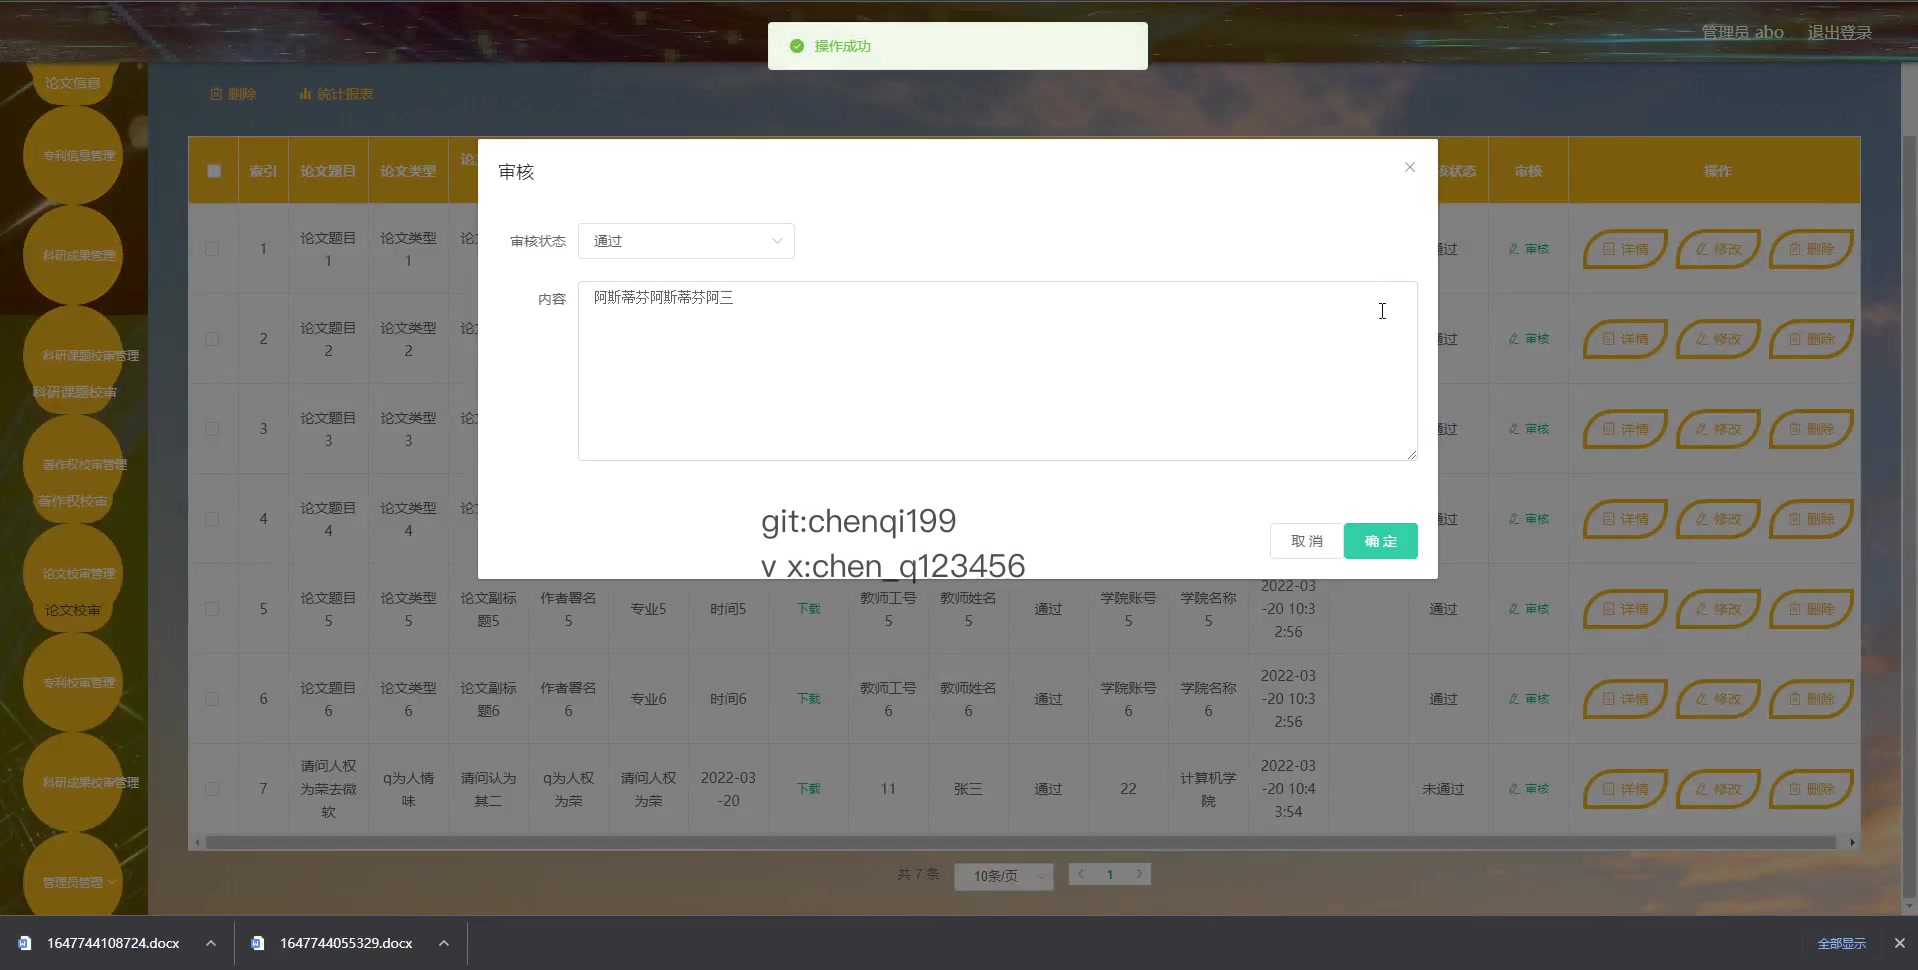 操作成功
管理员 abo
退出登录
论文信息
专利信息管理
科研成果管理
科研课题校审管理
科研课题校审
著作权校审管理
著作权校审
论文校审管理
论文校审
专利校审管理
科研成果校审管理
管理员管理
删除
统计报表
索引 论文题目 论文类型 论 核状态 审核 操作
审核
审核状态
通过
内容
阿斯蒂芬阿斯蒂芬阿三
取消
确定
git:chenqi199
v x:chen_q123456
1 论文题目1 论文类型1 论 通过 审核 详情 修改 删除
2 论文题目2 论文类型2 论 通过 审核 详情 修改 删除
3 论文题目3 论文类型3 论 通过 审核 详情 修改 删除
4 论文题目4 论文类型4 论 通过 审核 详情 修改 删除
5 论文题目5 论文类型5 论文副标题5 作者署名5 专业5 时间5 下载 教师工号5 教师姓名5 通过 学院账号5 学院名称5 2022-03-20 10:32:56 通过 审核 详情 修改 删除
6 论文题目6 论文类型6 论文副标题6 作者署名6 专业6 时间6 下载 教师工号6 教师姓名6 通过 学院账号6 学院名称6 2022-03-20 10:32:56 通过 审核 详情 修改 删除
7 请问人权为荣去微软 q为人情味 请问认为其二 q为人权为荣 请问人权为荣 2022-03-20 下载 11 张三 通过 22 计算机学院 2022-03-20 10:43:54 未通过 审核 详情 修改 删除
共 7 条
10条/页
1
1647744108724.docx
1647744055329.docx
全部显示